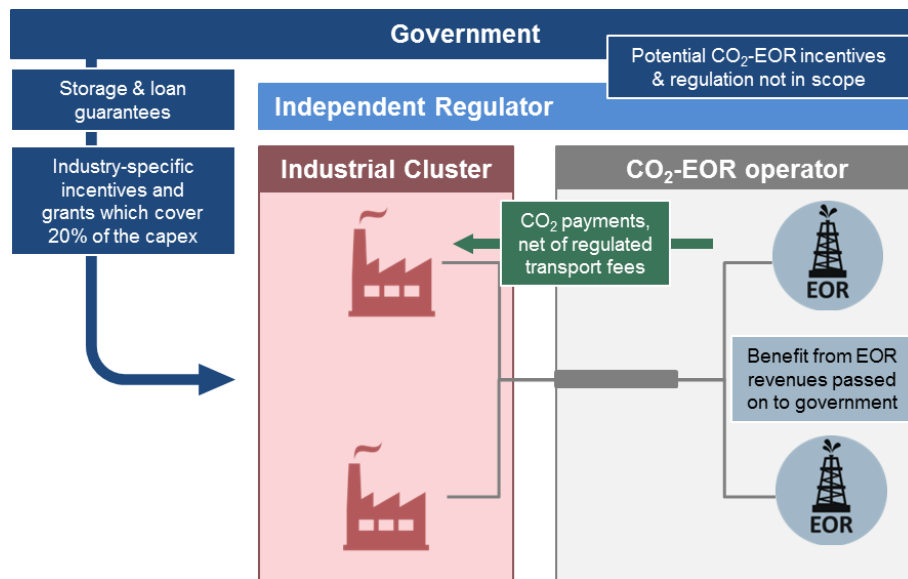 Government
Potential CO₂-EOR incentives
& regulation not in scope
Storage & loan
guarantees
Independent Regulator
Industry-specific
incentives and
grants which cover
20% of the capex
Industrial Cluster
CO₂-EOR operator
CO₂ payments,
net of regulated
transport fees
EOR
Benefit from EOR
revenues passed
on to government
EOR